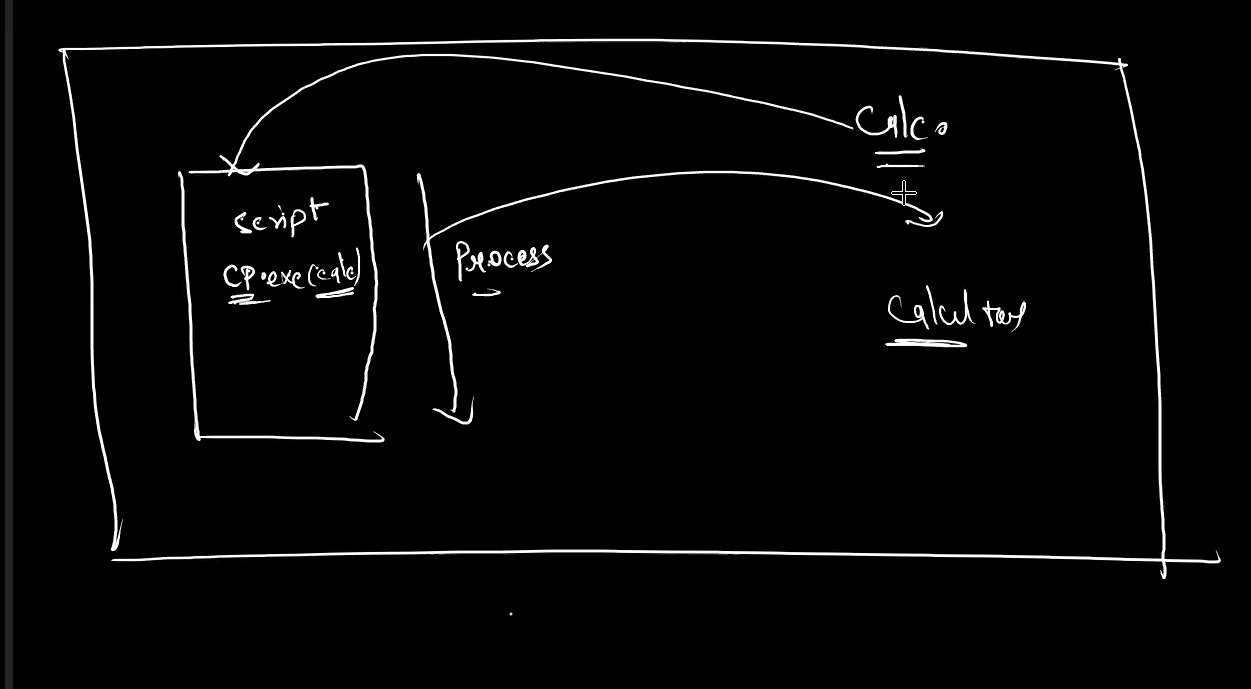 Calc.
script
CP.exe(calc)
Process
Calcultor